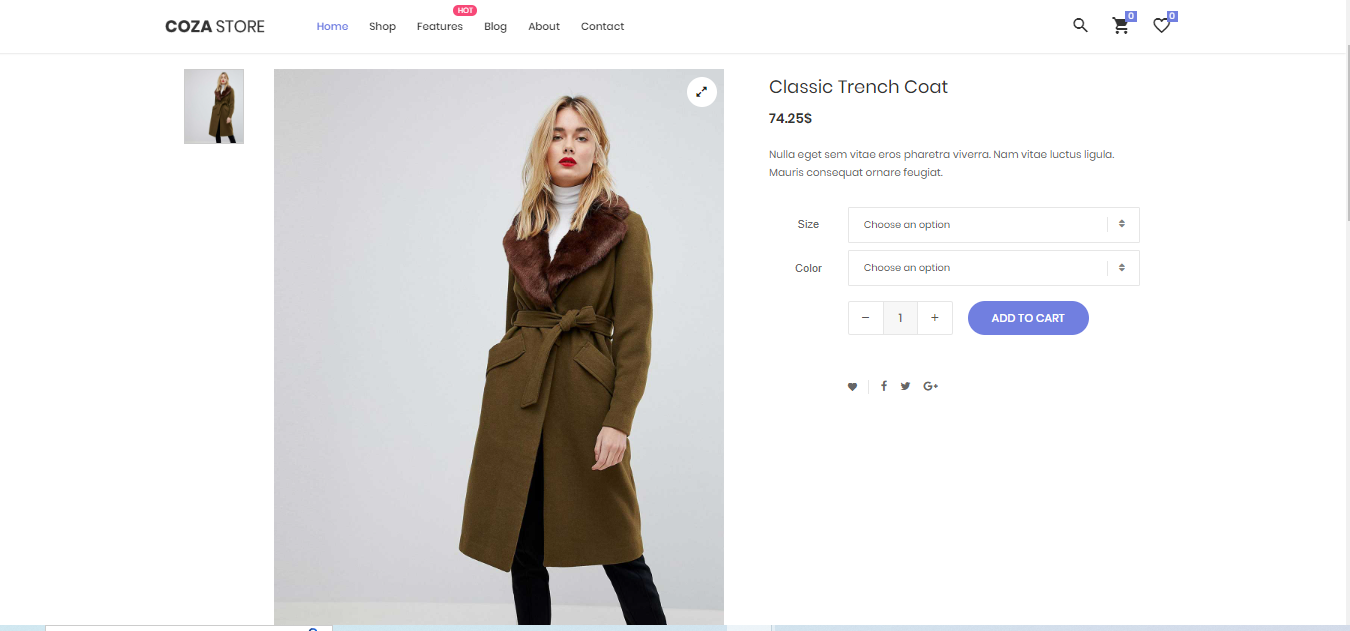 COZA STORE
Home
Shop
Features
HOT
Blog
About
Contact
0
0
Classic Trench Coat
74.25$
Nulla eget sem vitae eros pharetra viverra. Nam vitae luctus ligula.
Mauris consequat ornare feugiat.
Size
Choose an option
Color
Choose an option
−
1
+
ADD TO CART